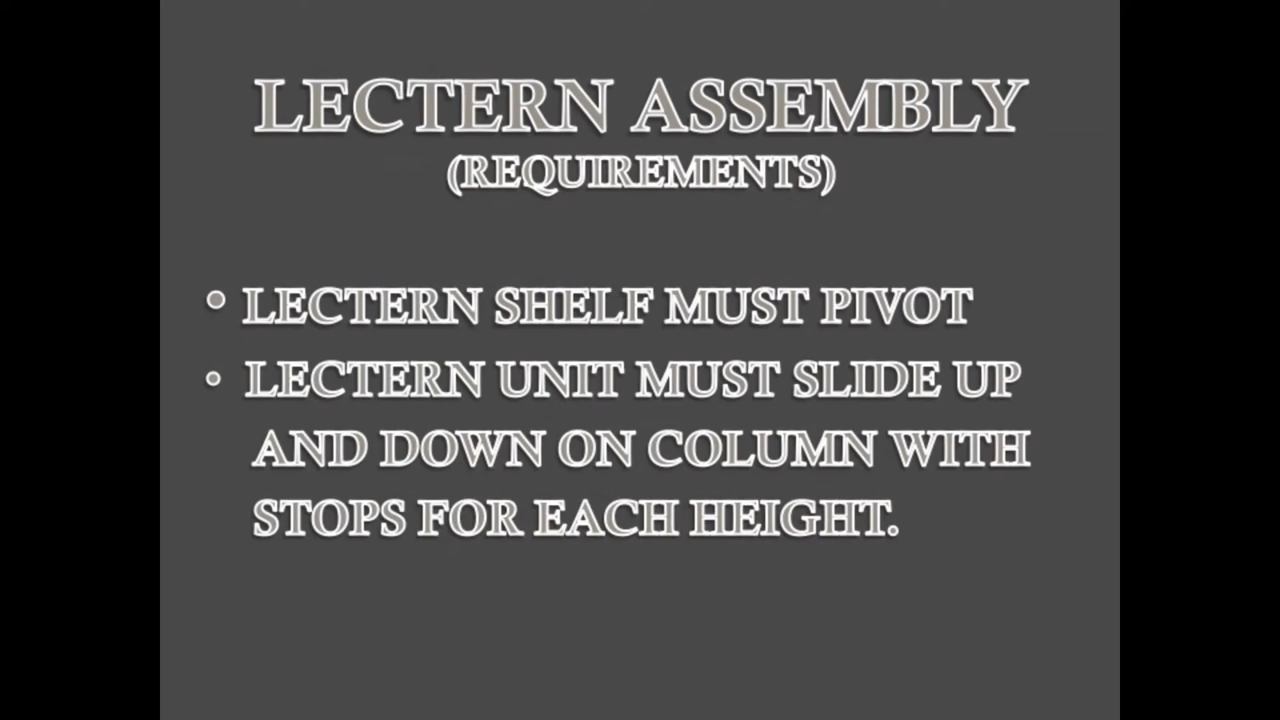 LECTERN ASSEMBLY
(REQUIREMENTS)
• LECTERN SHELF MUST PIVOT
• LECTERN UNIT MUST SLIDE UP
AND DOWN ON COLUMN WITH
STOPS FOR EACH HEIGHT.